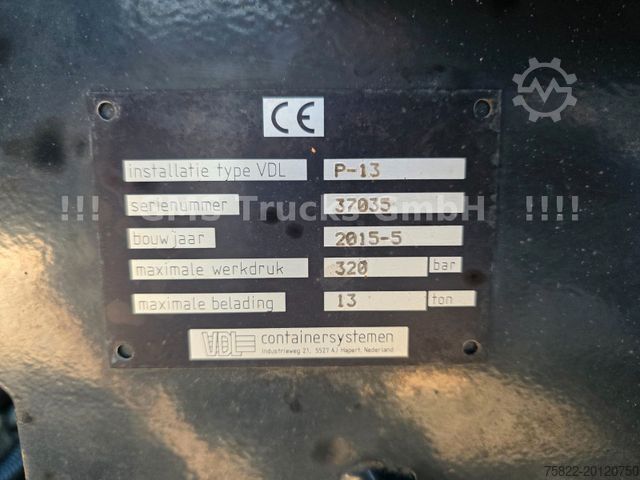 CE
installatie type VDL P-13
serienummer 37035
bouwjaar 2015-5
maximale werkdruk 320 bar
maximale belading 13 ton
VDL containersystemen
Industrieweg 21, 5527 AJ Hapert, Nederland
!!! Trucks GmbH !!!!!
75822-20120750